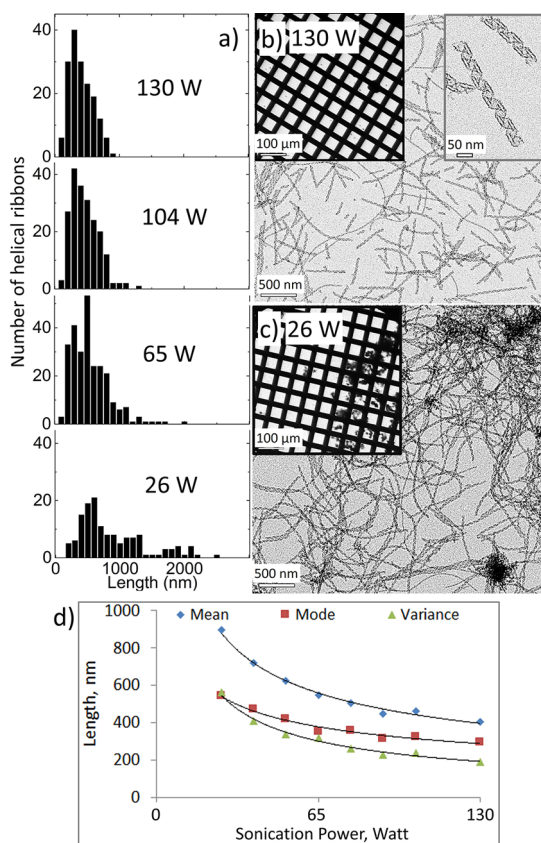 a)
Number of helical ribbons
40
20
0
130 W
40
20
0
104 W
40
20
0
65 W
40
20
0
26 W
0
1000
2000
3000
Length (nm)
b) 130 W
100 µm
50 nm
500 nm
c) 26 W
100 µm
500 nm
d)
Mean
Mode
Variance
Length, nm
1000
800
600
400
200
0
0
65
130
Sonication Power, Watt